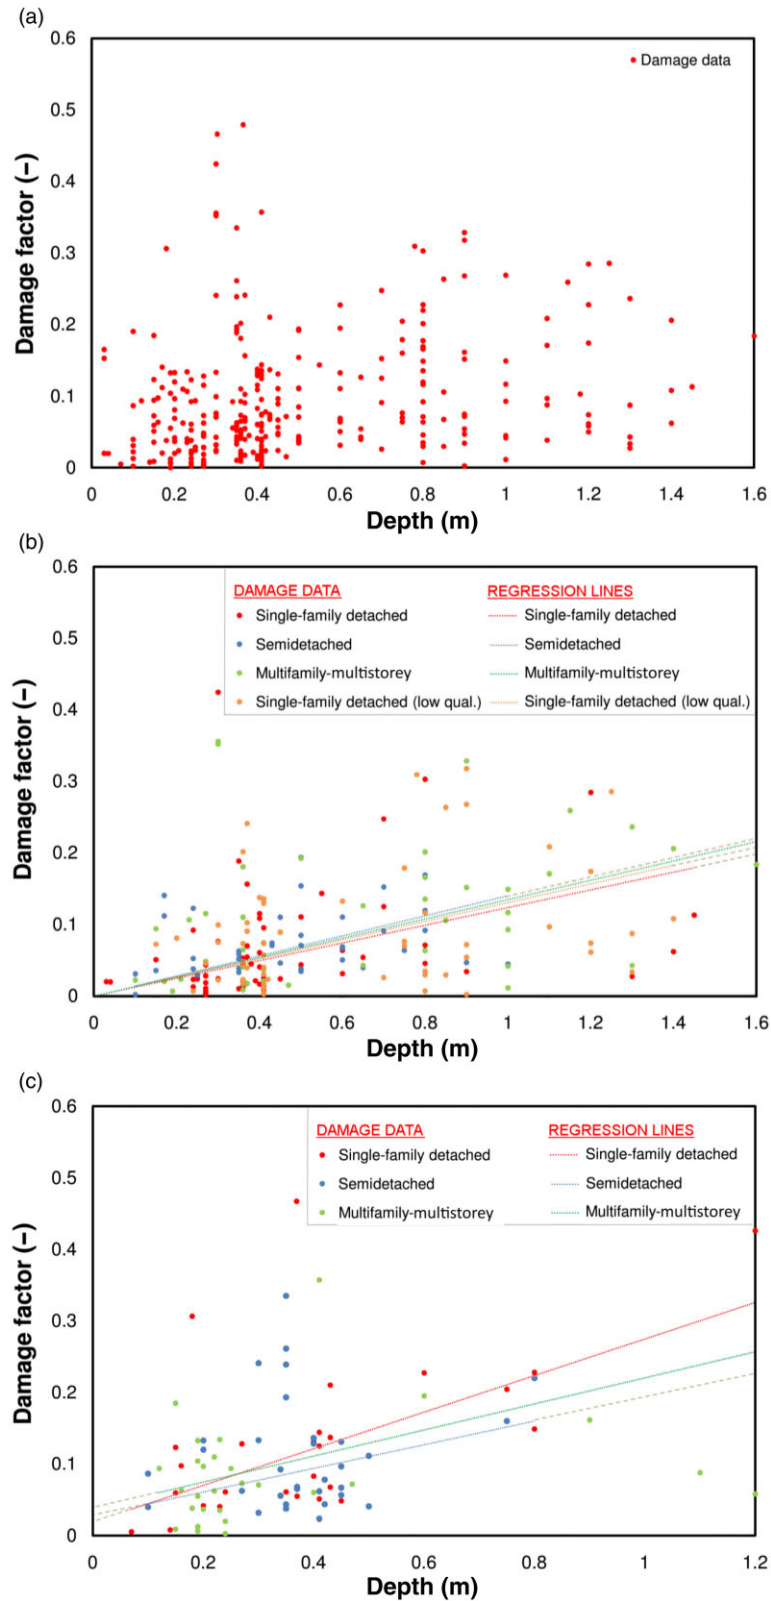 (a)
0.6
Damage data
0.5
0.4
0.3
0.2
0.1
0
Damage factor (–)
0 0.2 0.4 0.6 0.8 1 1.2 1.4 1.6
Depth (m)
(b)
0.6
DAMAGE DATA REGRESSION LINES
Single-family detached Single-family detached
Semidetached Semidetached
Multifamily-multistorey Multifamily-multistorey
Single-family detached (low qual.) Single-family detached (low qual.)
0.5
0.4
0.3
0.2
0.1
0
Damage factor (–)
0 0.2 0.4 0.6 0.8 1 1.2 1.4 1.6
Depth (m)
(c)
0.6
DAMAGE DATA REGRESSION LINES
Single-family detached Single-family detached
Semidetached Semidetached
Multifamily-multistorey Multifamily-multistorey
0.5
0.4
0.3
0.2
0.1
0
Damage factor (–)
0 0.2 0.4 0.6 0.8 1 1.2
Depth (m)